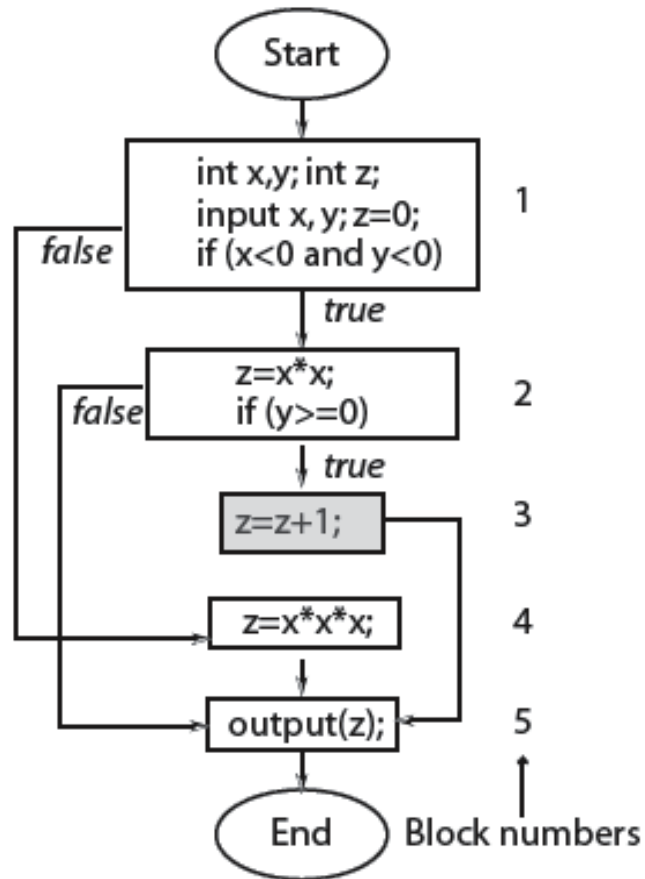 Start
int x,y; int z;
input x, y; z=0;
if (x<0 and y<0)
1
false
true
z=x*x;
if (y>=0)
2
false
true
z=z+1;
3
z=x*x*x;
4
output(z);
5
End
Block numbers